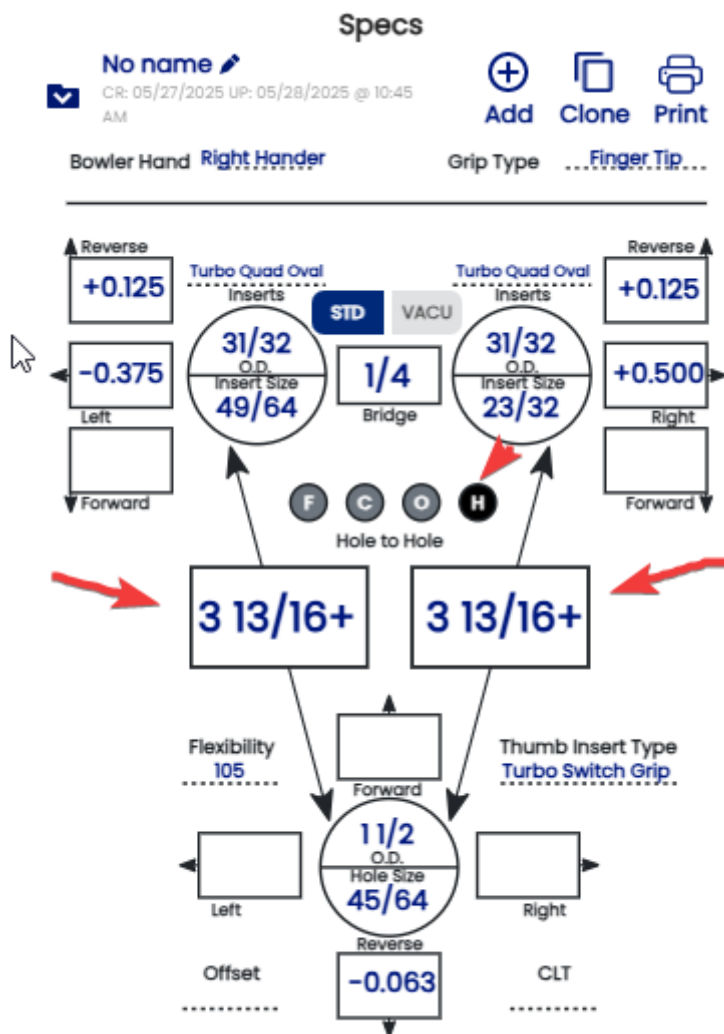 Specs
No name
CR: 05/27/2025 UP: 05/28/2025 @ 10:45
AM
Add Clone Print
Bowler Hand Right Hander Grip Type Finger Tip
Reverse Reverse
+0.125 Turbo Quad Oval Turbo Quad Oval +0.125
Inserts Inserts
STD VACU
31/32 31/32
O.D. O.D.
-0.375 1/4 +0.500
Insert Size Insert Size
49/64 23/32
Left Bridge Right
Forward F C O H Forward
Hole to Hole
3 13/16+ 3 13/16+
Flexibility Thumb Insert Type
105 Turbo Switch Grip
Forward
1 1/2
O.D.
Hole Size
45/64
Left Right
Reverse
Offset -0.063 CLT